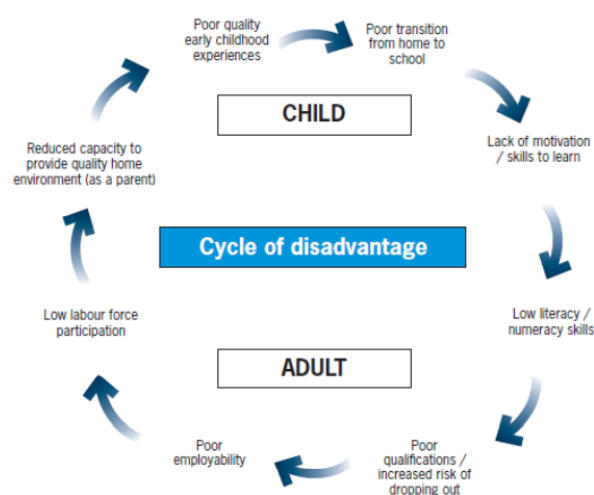 Poor quality
early childhood
experiences
Poor transition
from home to
school
CHILD
Lack of motivation
/ skills to learn
Reduced capacity to
provide quality home
environment (as a parent)
Cycle of disadvantage
Low labour force
participation
Low literacy /
numeracy skills
ADULT
Poor
employability
Poor
qualifications /
increased risk of
dropping out